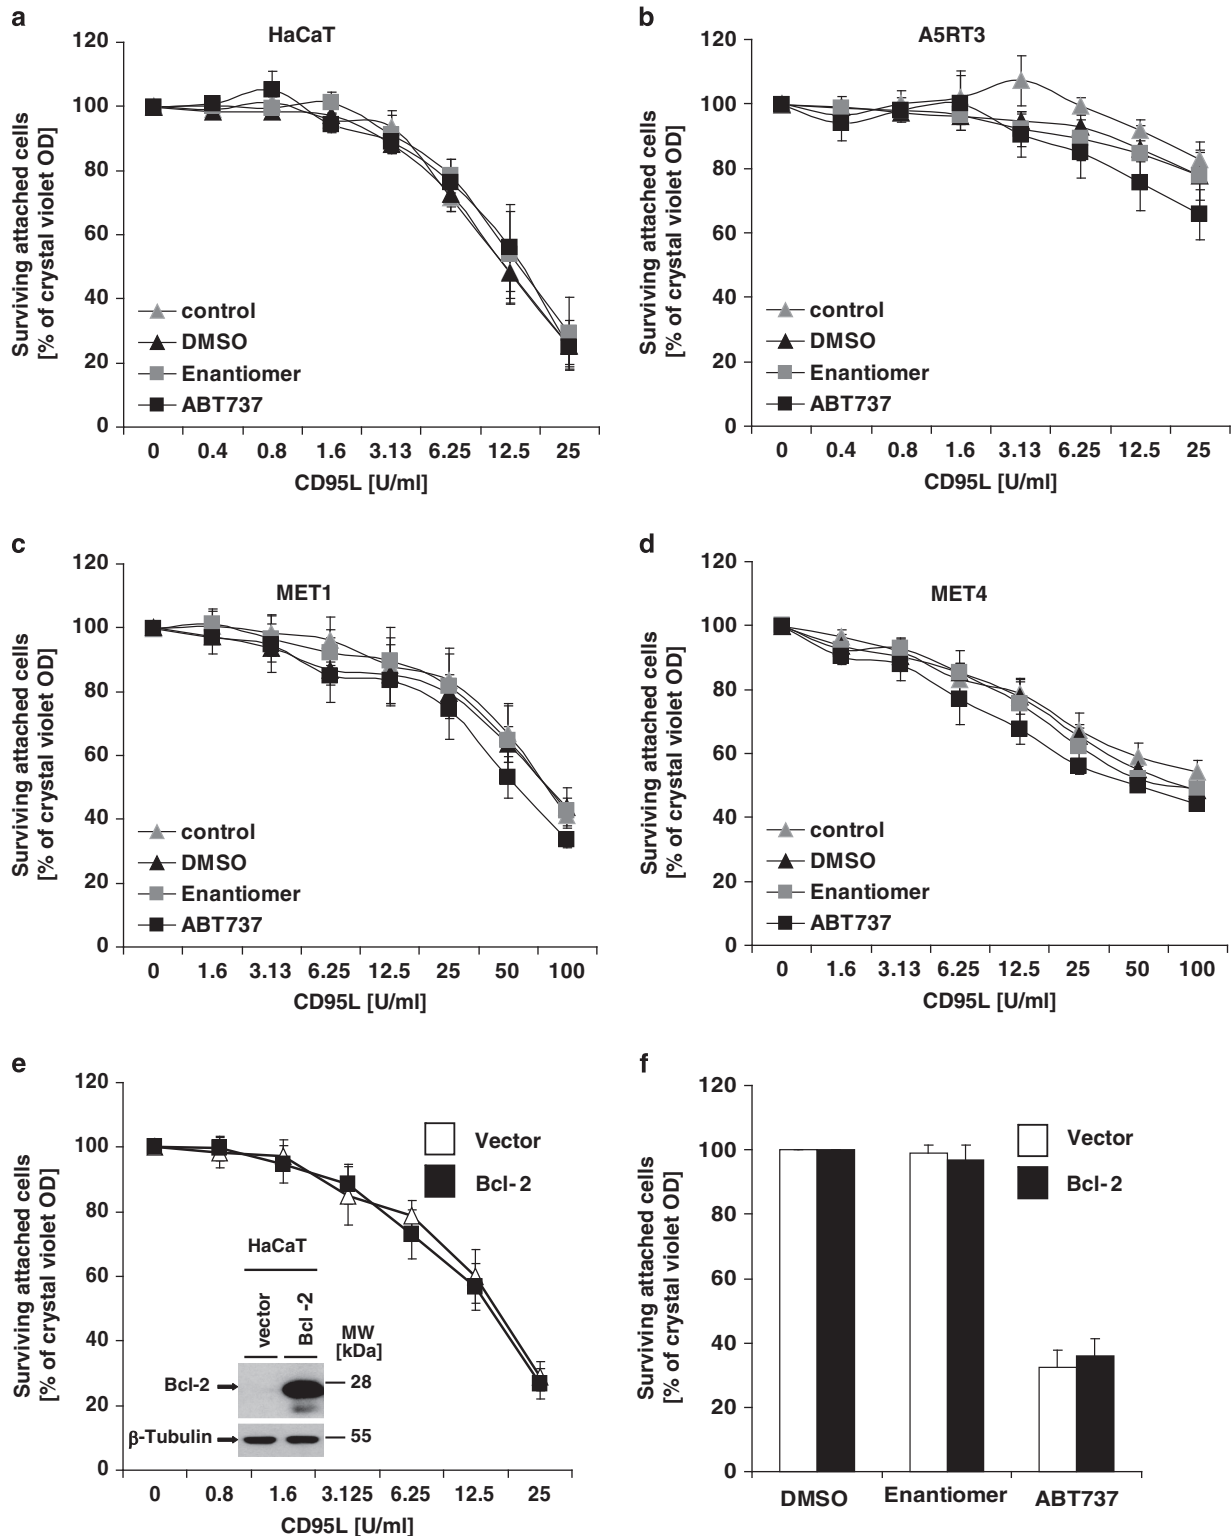 a
HaCaT
120
100
80
60
40
20
0
Surviving attached cells
[% of crystal violet OD]
control
DMSO
Enantiomer
ABT737
0 0.4 0.8 1.6 3.13 6.25 12.5 25
CD95L [U/ml]
b
A5RT3
120
100
80
60
40
20
0
Surviving attached cells
[% of crystal violet OD]
control
DMSO
Enantiomer
ABT737
0 0.4 0.8 1.6 3.13 6.25 12.5 25
CD95L [U/ml]
c
MET1
120
100
80
60
40
20
0
Surviving attached cells
[% of crystal violet OD]
control
DMSO
Enantiomer
ABT737
0 1.6 3.13 6.25 12.5 25 50 100
CD95L [U/ml]
d
MET4
120
100
80
60
40
20
0
Surviving attached cells
[% of crystal violet OD]
control
DMSO
Enantiomer
ABT737
0 1.6 3.13 6.25 12.5 25 50 100
CD95L [U/ml]
e
120
100
80
60
40
20
0
Surviving attached cells
[% of crystal violet OD]
Vector
Bcl-2
HaCaT
vector
Bcl -2
MW
[kDa]
Bcl-2
28
β-Tubulin
55
0 0.8 1.6 3.125 6.25 12.5 25
CD95L [U/ml]
f
120
100
80
60
40
20
0
Surviving attached cells
[% of crystal violet OD]
Vector
Bcl-2
DMSO Enantiomer ABT737